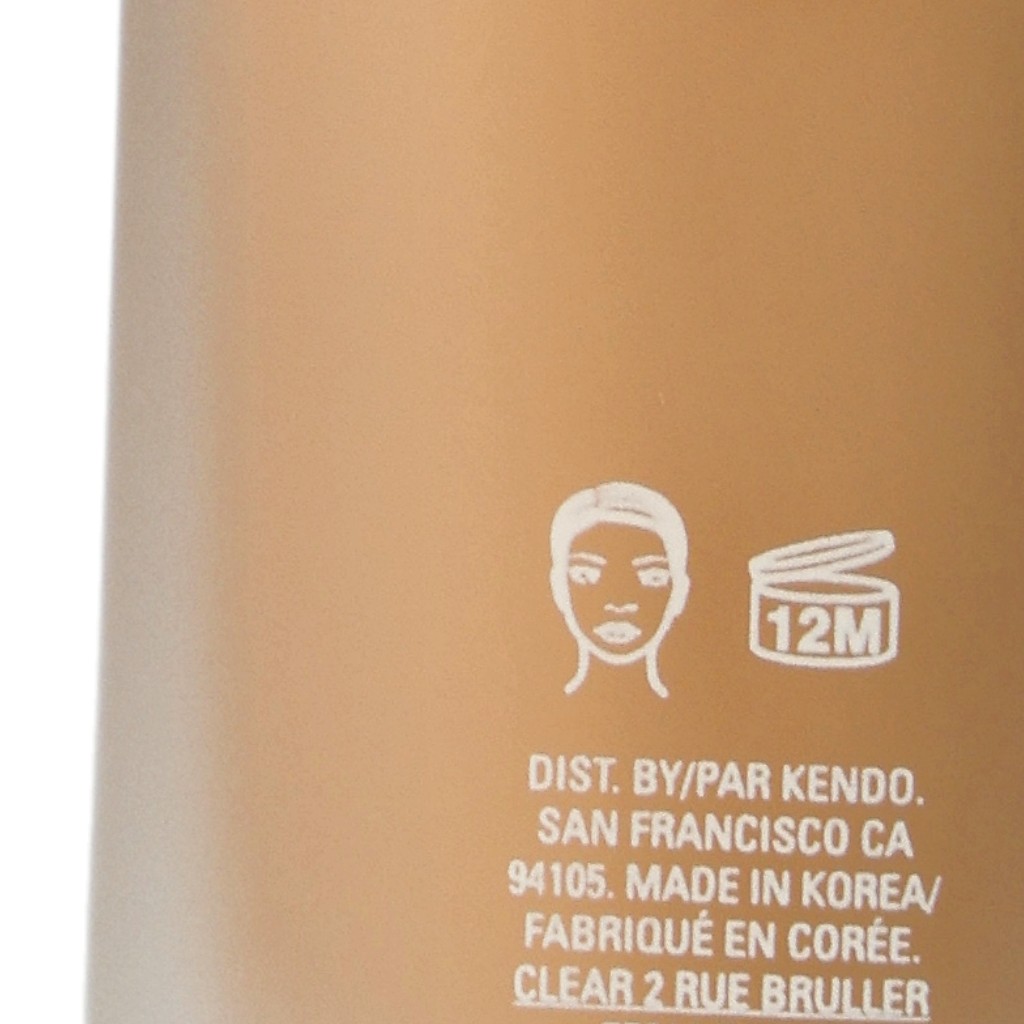 12M
DIST. BY/PAR KENDO.
SAN FRANCISCO CA
94105. MADE IN KOREA/
FABRIQUÉ EN CORÉE.
CLEAR 2 RUE BRULLER